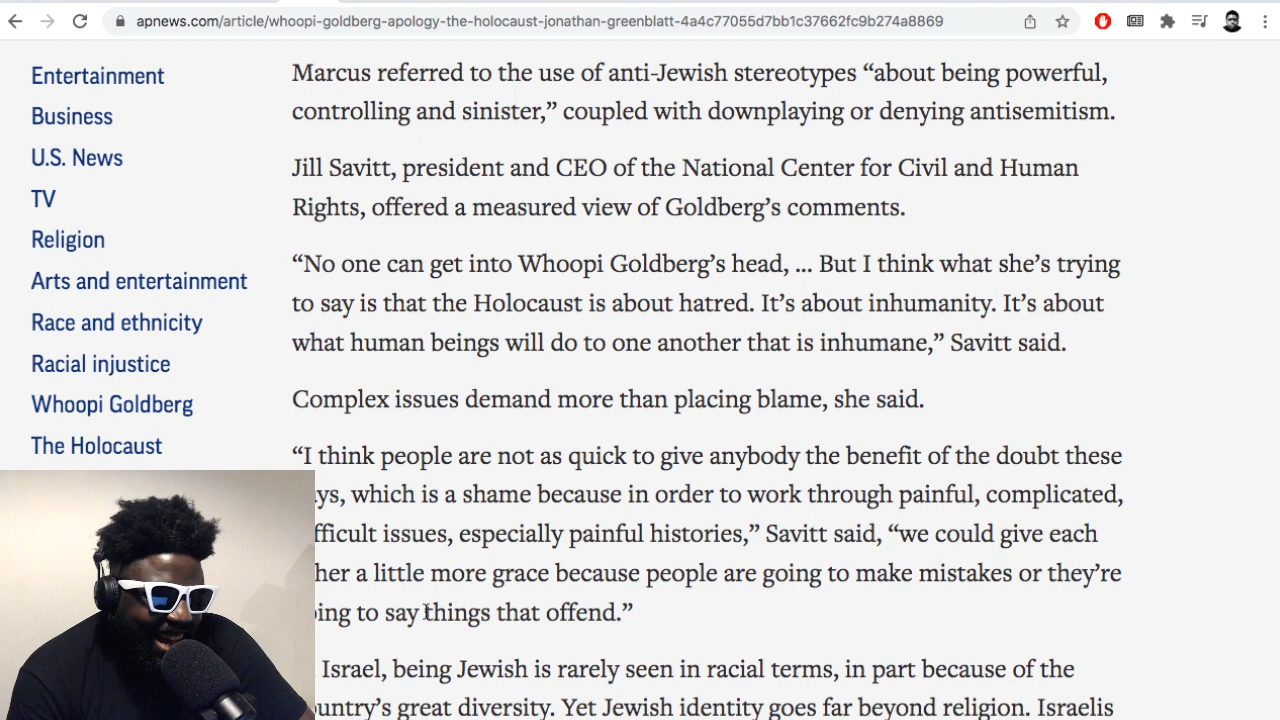 apnews.com/article/whoopi-goldberg-apology-the-holocaust-jonathan-greenblatt-4a4c77055d7bb1c37662fc9b274a8869
Entertainment
Business
U.S. News
TV
Religion
Arts and entertainment
Race and ethnicity
Racial injustice
Whoopi Goldberg
The Holocaust
Marcus referred to the use of anti-Jewish stereotypes “about being powerful,
controlling and sinister,” coupled with downplaying or denying antisemitism.
Jill Savitt, president and CEO of the National Center for Civil and Human
Rights, offered a measured view of Goldberg’s comments.
“No one can get into Whoopi Goldberg’s head, ... But I think what she’s trying
to say is that the Holocaust is about hatred. It’s about inhumanity. It’s about
what human beings will do to one another that is inhumane,” Savitt said.
Complex issues demand more than placing blame, she said.
“I think people are not as quick to give anybody the benefit of the doubt these
which is a shame because in order to work through painful, complicated,
issues, especially painful histories,” Savitt said, “we could give each
a little more grace because people are going to make mistakes or they’re
to say things that offend.”
Israel, being Jewish is rarely seen in racial terms, in part because of the
great diversity. Yet Jewish identity goes far beyond religion. Israelis